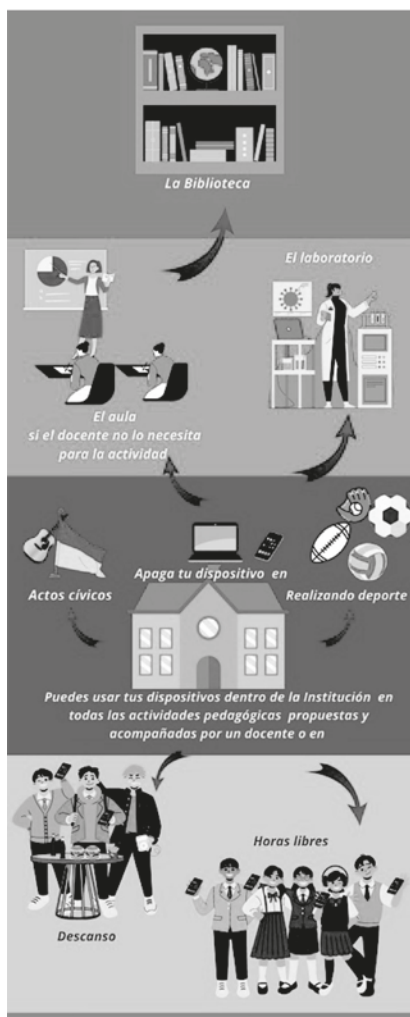 La Biblioteca
El laboratorio
El aula
si el docente no lo necesita
para la actividad
Apaga tu dispositivo en
Actos cívicos
Realizando deporte
Puedes usar tus dispositivos dentro de la Institución en
todas las actividades pedagógicas propuestas y
acompañadas por un docente o en
Horas libres
Descanso